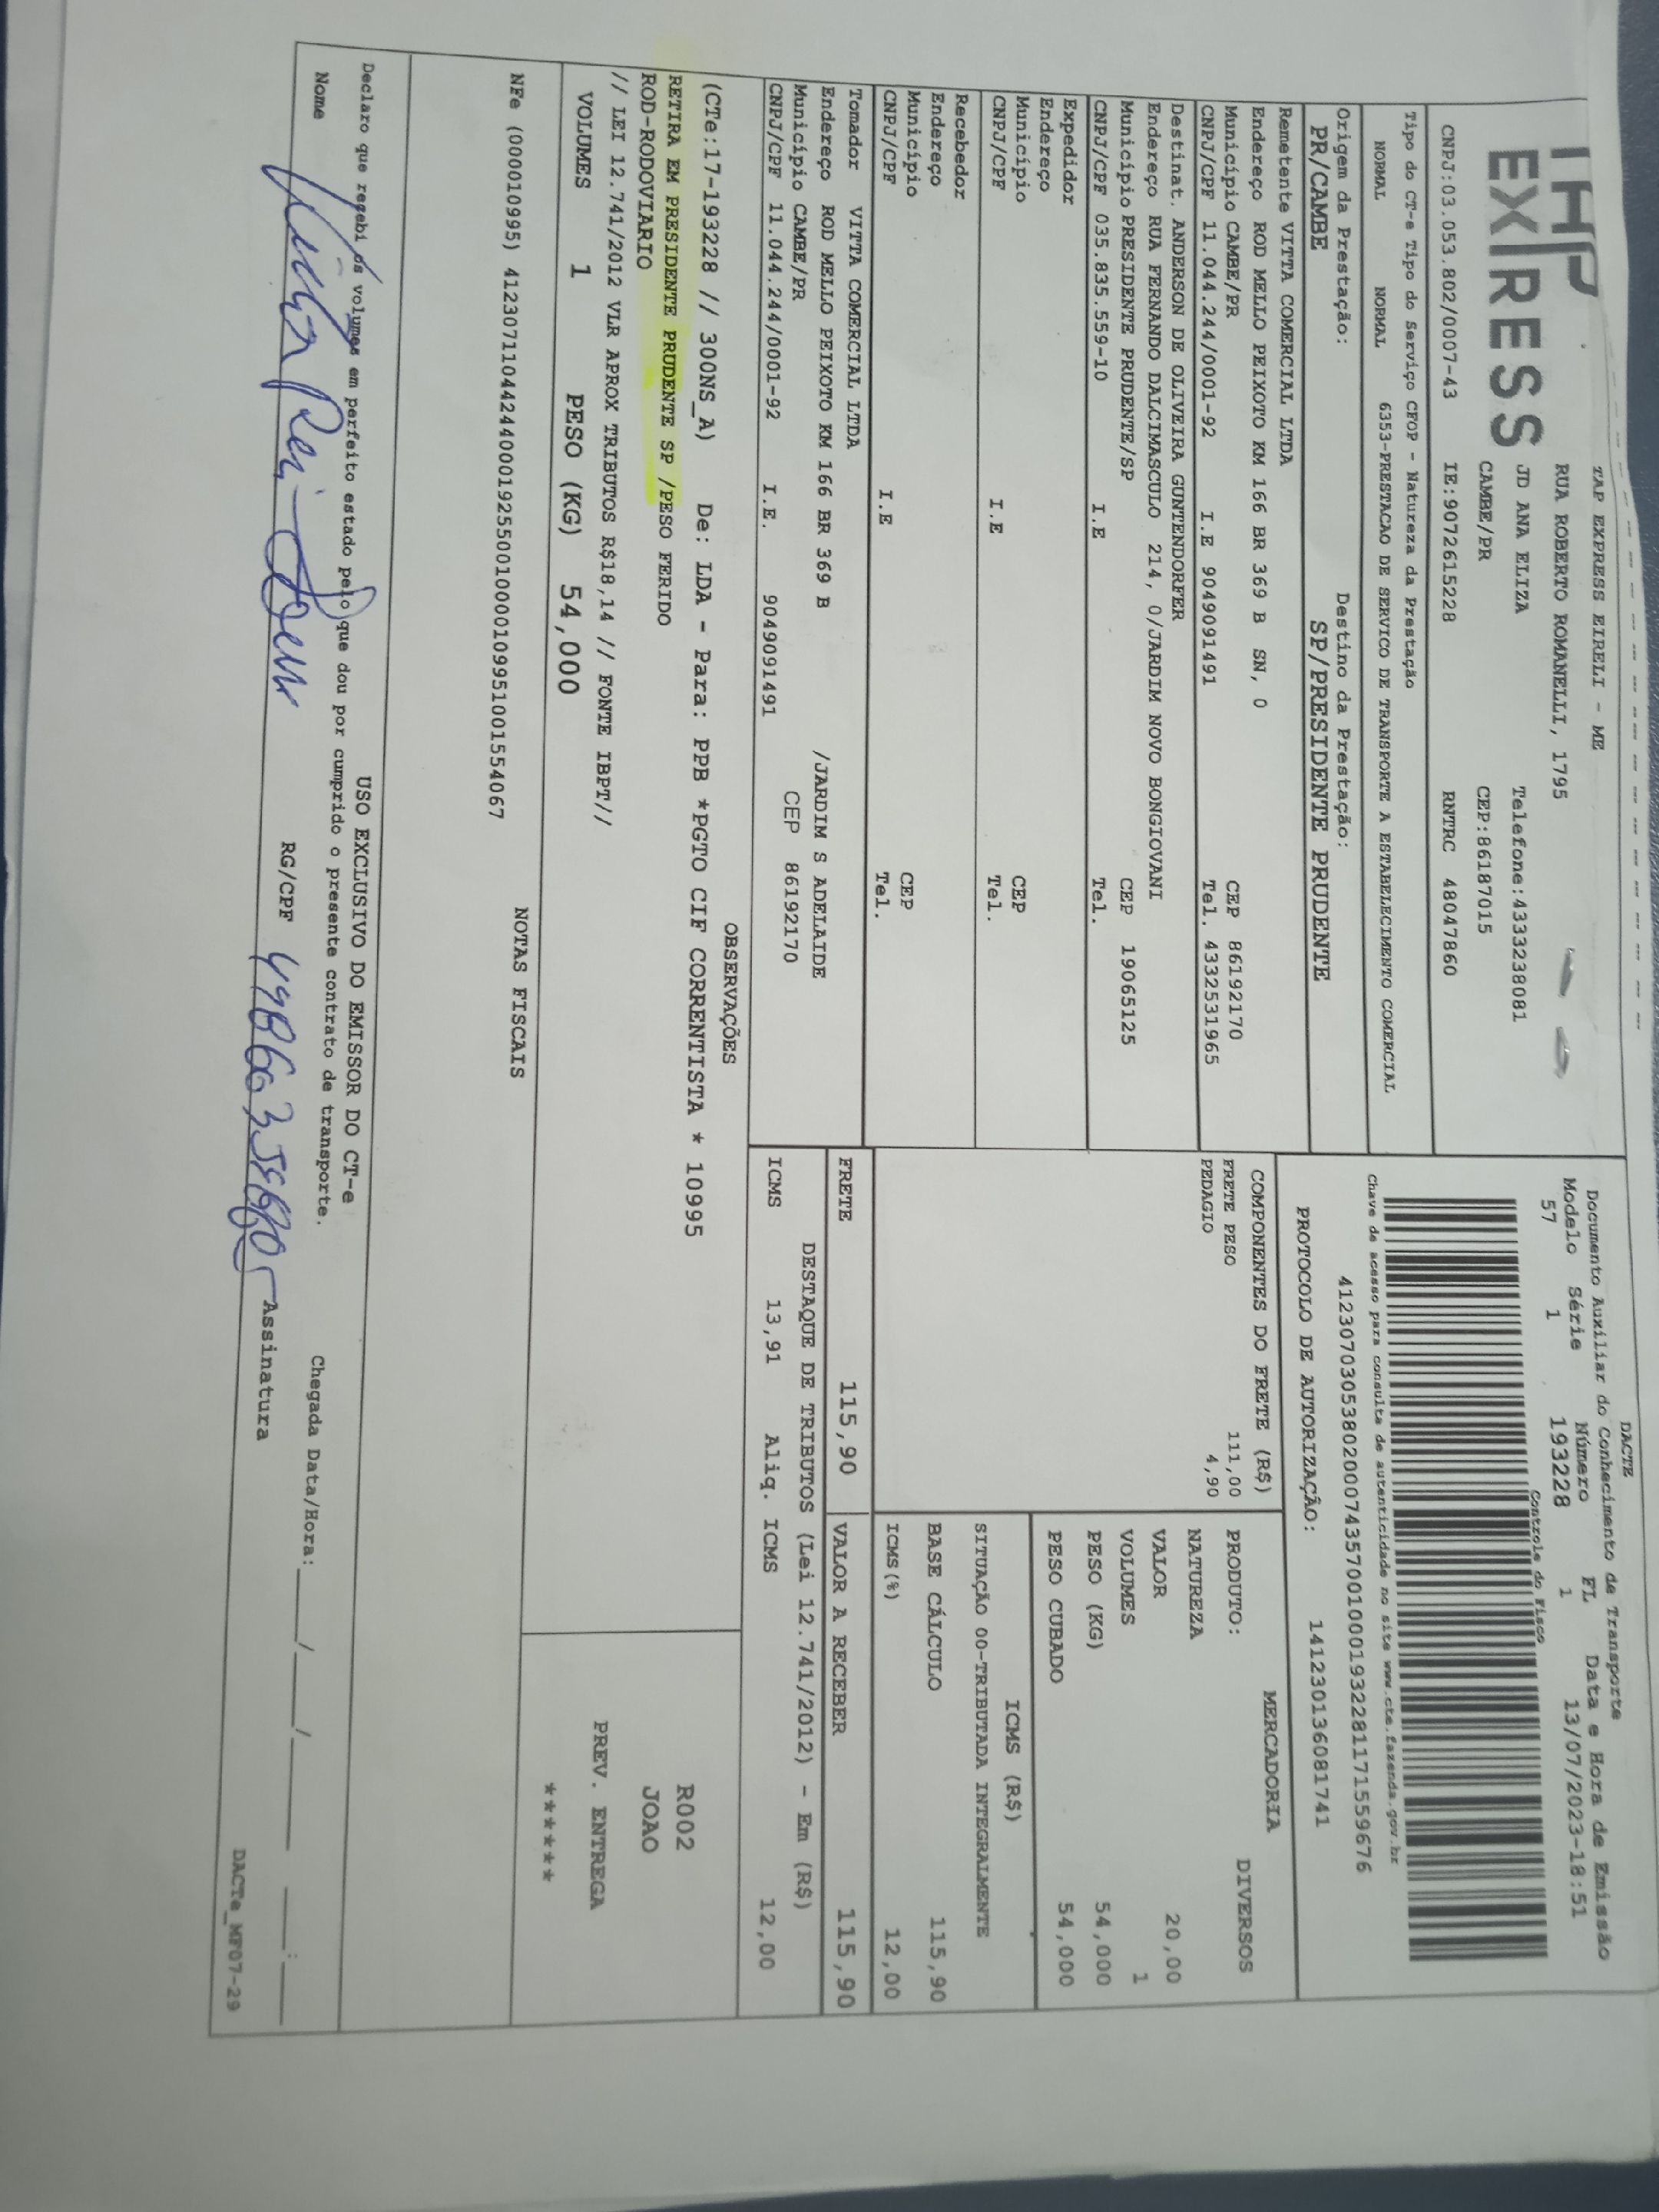 TAP EXPRESS
TAP EXPRESS EIRELI - ME
RUA ROBERTO ROMANELLI, 1795
JD ANA ELIZA Telefone:4333238081
CAMBE/PR CEP:86187015
CNPJ:03.053.802/0007-43 IE:9072615228 RNTRC 48047860
DACTE
Documento Auxiliar do Conhecimento de Transporte
Modelo Série Número FL Data e Hora de Emissão
57 1 193228 1 13/07/2023-18:51
Controle do Fisco
Tipo do CT-e Tipo do Serviço CFOP - Natureza da Prestação
NORMAL NORMAL 6353-PRESTACAO DE SERVICO DE TRANSPORTE A ESTABELECIMENTO COMERCIAL
Chave de acesso para consulta de autenticidade no site www.cte.fazenda.gov.br
41230703053802000743570010001932281171559676
Origem da Prestação: Destino da Prestação:
PR/CAMBE SP/PRESIDENTE PRUDENTE
PROTOCOLO DE AUTORIZAÇÃO: 141230136081741
Remetente VITTA COMERCIAL LTDA
Endereço ROD MELLO PEIXOTO KM 166 BR 369 B SN, 0
Município CAMBE/PR CEP 86192170
CNPJ/CPF 11.044.244/0001-92 I.E 9049091491 Tel. 4332531965
Destinat. ANDERSON DE OLIVEIRA GUNTENDORFER
Endereço RUA FERNANDO DALCIMASCULO 214, 0/JARDIM NOVO BONGIOVANI
Município PRESIDENTE PRUDENTE/SP CEP 19065125
CNPJ/CPF 035.835.559-10 I.E Tel.
Expedidor
Endereço
Município CEP
CNPJ/CPF I.E Tel.
Recebedor
Endereço
Município CEP
CNPJ/CPF I.E Tel.
Tomador VITTA COMERCIAL LTDA
Endereço ROD MELLO PEIXOTO KM 166 BR 369 B /JARDIM S ADELAIDE
Município CAMBE/PR CEP 86192170
CNPJ/CPF 11.044.244/0001-92 I.E. 9049091491
COMPONENTES DO FRETE (R$)
FRETE PESO 111,00
PEDAGIO 4,90
MERCADORIA
PRODUTO: DIVERSOS
NATUREZA
VALOR 20,00
VOLUMES 1
PESO (KG) 54,000
PESO CUBADO 54,000
ICMS (R$)
SITUAÇÃO 00-TRIBUTADA INTEGRALMENTE
BASE CÁLCULO 115,90
ICMS(%) 12,00
FRETE 115,90 VALOR A RECEBER 115,90
DESTAQUE DE TRIBUTOS (Lei 12.741/2012) - Em (R$)
ICMS 13,91 Aliq. ICMS 12,00
OBSERVAÇÕES
(CTe:17-193228 // 300NS_A) De: LDA - Para: PPB *PGTO CIF CORRENTISTA * 10995
RETIRA EM PRESIDENTE PRUDENTE SP /PESO FERIDO
ROD-RODOVIARIO
// LEI 12.741/2012 VLR APROX TRIBUTOS R$18,14 // FONTE IBPT//
VOLUMES 1 PESO (KG) 54,000
R002
JOAO
PREV. ENTREGA
*******
NOTAS FISCAIS
NFe (000010995) 41230711044244000192550010000109951001554067
USO EXCLUSIVO DO EMISSOR DO CT-e
Declaro que recebi os volumes em perfeito estado pelo que dou por cumprido o presente contrato de transporte.
Chegada Data/Hora: ___/___/_____ ___:___
Nome RG/CPF Assinatura
DACTe_MF07-29